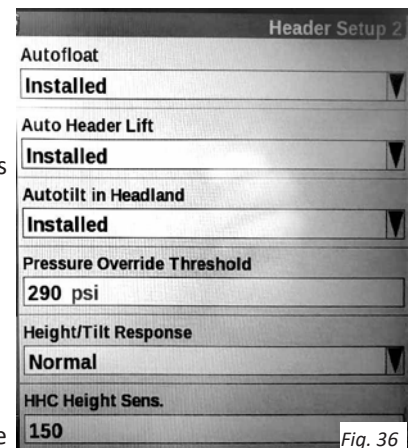 Header Setup 2
Autofloat
Installed
Auto Header Lift
Installed
s
Autotilt in Headland
Installed
Pressure Override Threshold
290 psi
Height/Tilt Response
Normal
HHC Height Sens.
150
e
Fig. 36